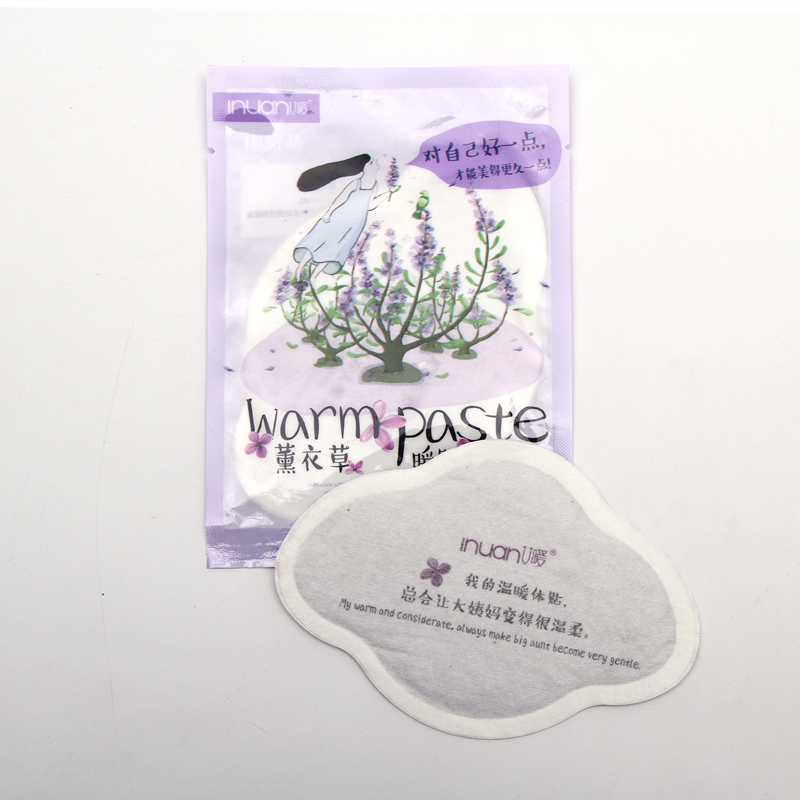 InuanU暖®
对自己好一点,
才能美得更久一点!
warm paste
薰衣草
暖
InuanU暖®
我的温暖体贴,
总会让大姨妈变得很温柔。
My warm and considerate, always make big aunt become very gentle.